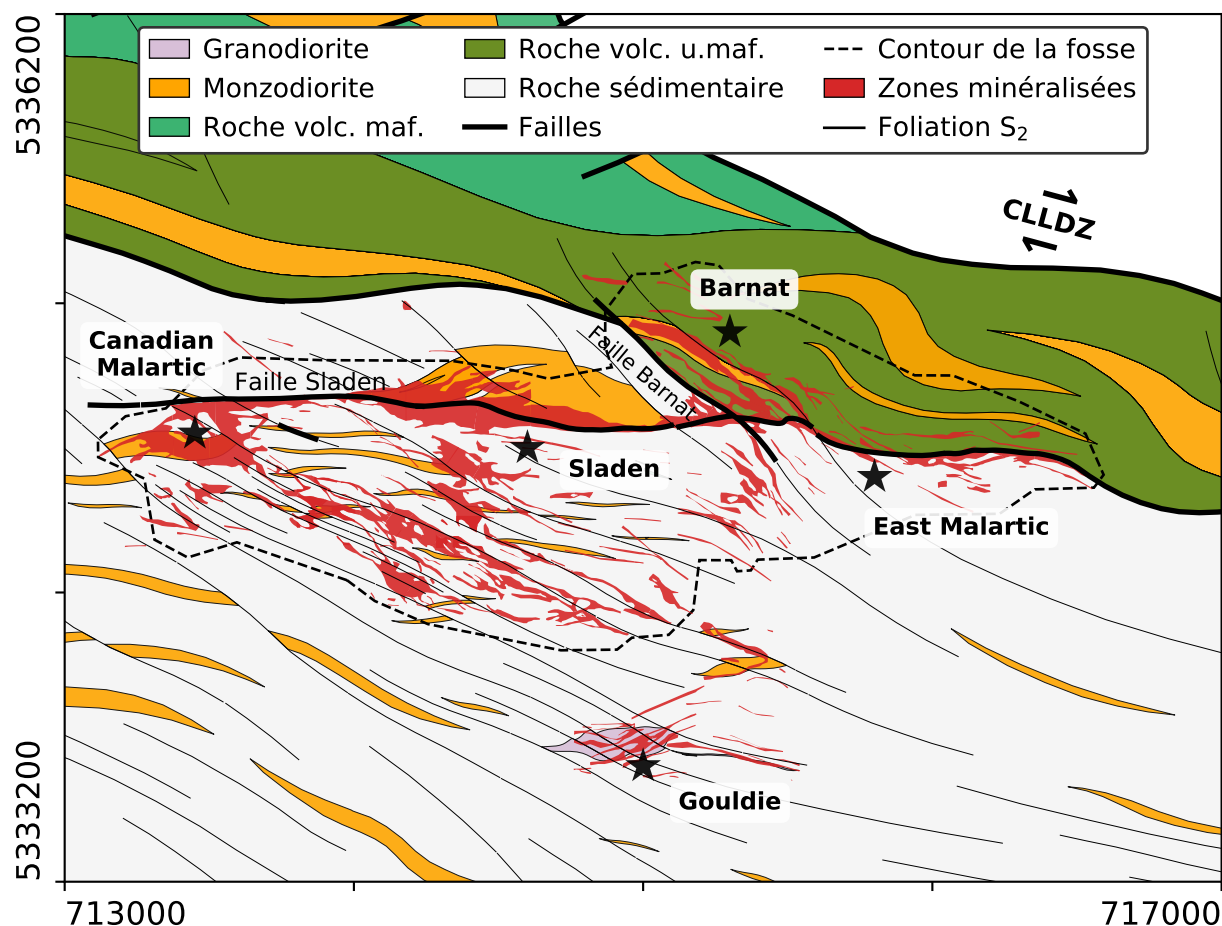 5336200
Granodiorite
Monzodiorite
Roche volc. maf.
Roche volc. u.maf.
Roche sédimentaire
Failles
Contour de la fosse
Zones minéralisées
Foliation S₂
CLLDZ
Barnat
Canadian
Malartic
Faille Sladen
Faille Barnat
Sladen
East Malartic
Gouldie
5333200
713000
717000